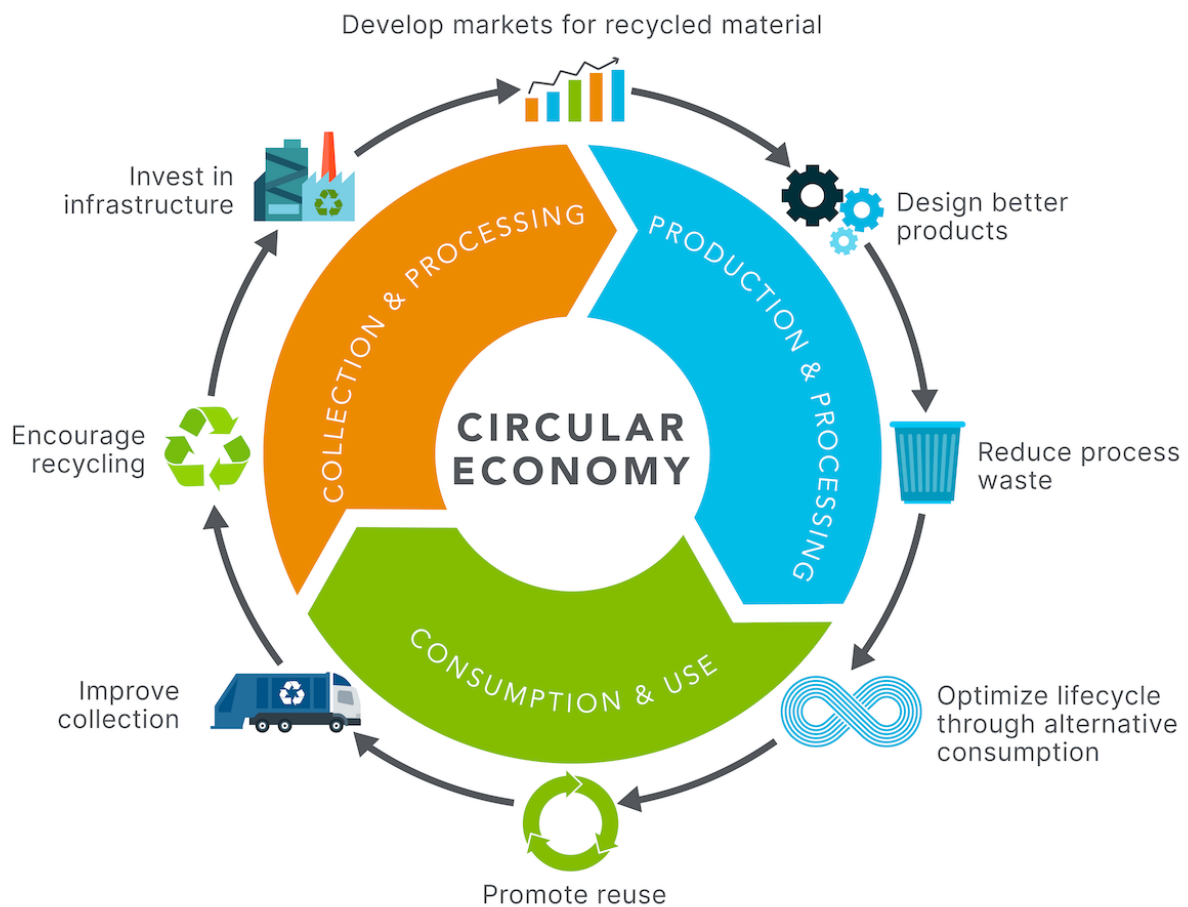 Develop markets for recycled material
Design better
products
Reduce process
waste
Optimize lifecycle
through alternative
consumption
Promote reuse
Improve
collection
Encourage
recycling
Invest in
infrastructure
COLLECTION & PROCESSING
PRODUCTION & PROCESSING
CONSUMPTION & USE
CIRCULAR
ECONOMY